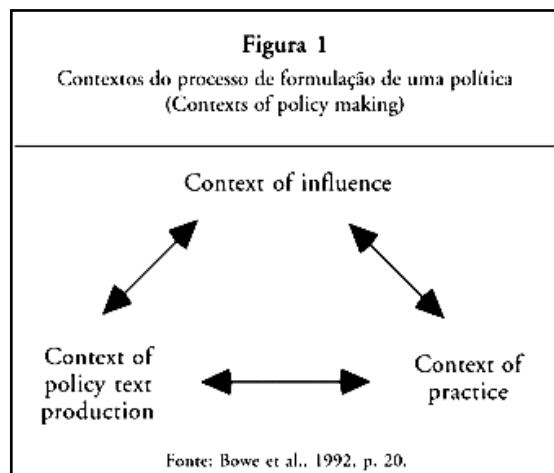 Figura 1
Contextos do processo de formulação de uma política
(Contexts of policy making)
Context of influence
Context of
policy text
production
Context of
practice
Fonte: Bowe et al., 1992, p. 20.